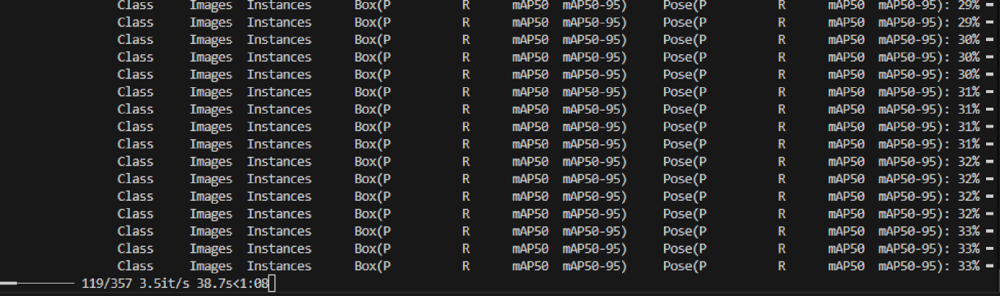 Class Images Instances Box(P R mAP50 mAP50-95) Pose(P R mAP50 mAP50-95): 29% -
Class Images Instances Box(P R mAP50 mAP50-95) Pose(P R mAP50 mAP50-95): 29% -
Class Images Instances Box(P R mAP50 mAP50-95) Pose(P R mAP50 mAP50-95): 30% -
Class Images Instances Box(P R mAP50 mAP50-95) Pose(P R mAP50 mAP50-95): 30% -
Class Images Instances Box(P R mAP50 mAP50-95) Pose(P R mAP50 mAP50-95): 30% -
Class Images Instances Box(P R mAP50 mAP50-95) Pose(P R mAP50 mAP50-95): 31% -
Class Images Instances Box(P R mAP50 mAP50-95) Pose(P R mAP50 mAP50-95): 31% -
Class Images Instances Box(P R mAP50 mAP50-95) Pose(P R mAP50 mAP50-95): 31% -
Class Images Instances Box(P R mAP50 mAP50-95) Pose(P R mAP50 mAP50-95): 31% -
Class Images Instances Box(P R mAP50 mAP50-95) Pose(P R mAP50 mAP50-95): 32% -
Class Images Instances Box(P R mAP50 mAP50-95) Pose(P R mAP50 mAP50-95): 32% -
Class Images Instances Box(P R mAP50 mAP50-95) Pose(P R mAP50 mAP50-95): 32% -
Class Images Instances Box(P R mAP50 mAP50-95) Pose(P R mAP50 mAP50-95): 32% -
Class Images Instances Box(P R mAP50 mAP50-95) Pose(P R mAP50 mAP50-95): 33% -
Class Images Instances Box(P R mAP50 mAP50-95) Pose(P R mAP50 mAP50-95): 33% -
Class Images Instances Box(P R mAP50 mAP50-95) Pose(P R mAP50 mAP50-95): 33% -
119/357 3.5it/s 38.7s<1:08